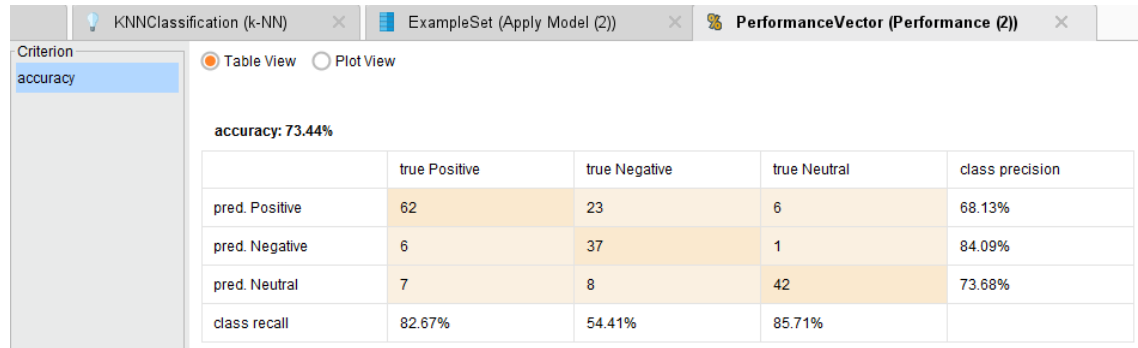 KNNClassification (k-NN) ExampleSet (Apply Model (2)) % PerformanceVector (Performance (2))
Criterion
accuracy
Table View Plot View
accuracy: 73.44%
true Positive true Negative true Neutral class precision
pred. Positive 62 23 6 68.13%
pred. Negative 6 37 1 84.09%
pred. Neutral 7 8 42 73.68%
class recall 82.67% 54.41% 85.71%